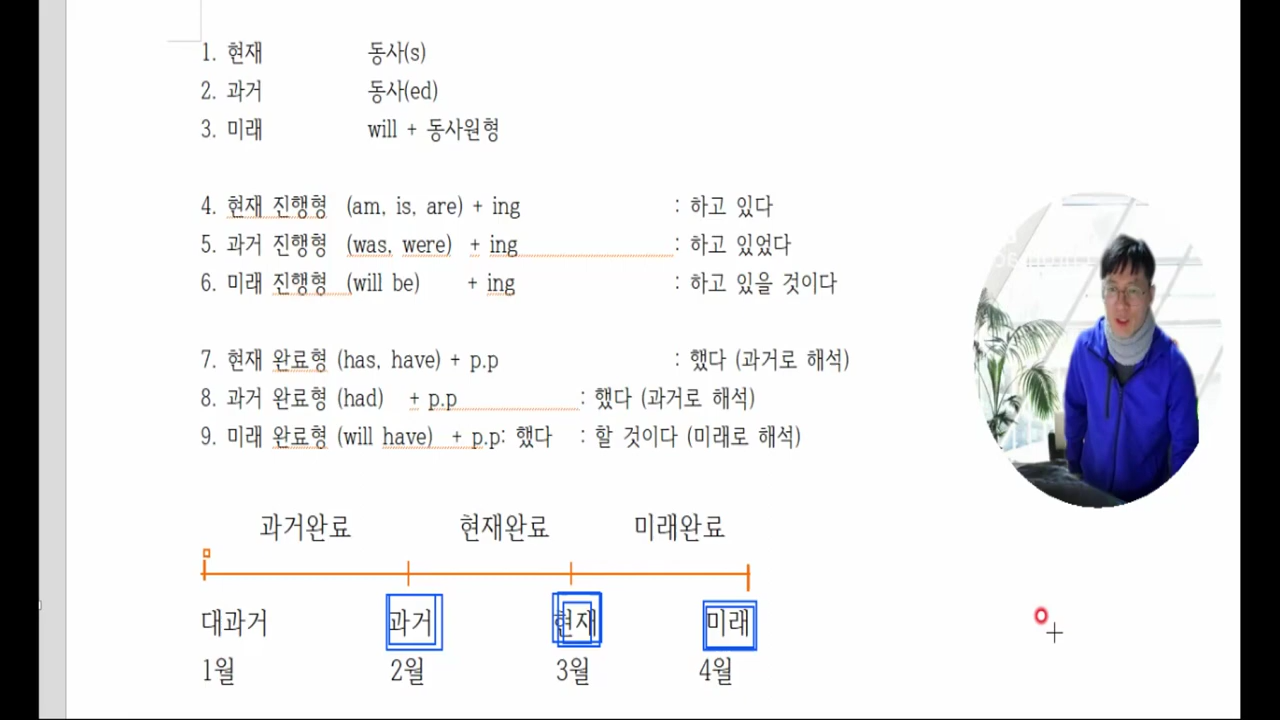 1. 현재 동사(s)
2. 과거 동사(ed)
3. 미래 will + 동사원형
4. 현재 진행형 (am, is, are) + ing : 하고 있다
5. 과거 진행형 (was, were) + ing : 하고 있었다
6. 미래 진행형 (will be) + ing : 하고 있을 것이다
7. 현재 완료형 (has, have) + p.p : 했다 (과거로 해석)
8. 과거 완료형 (had) + p.p : 했다 (과거로 해석)
9. 미래 완료형 (will have) + p.p: 했다 : 할 것이다 (미래로 해석)
과거완료 현재완료 미래완료
대과거 과거 현재 미래
1월 2월 3월 4월